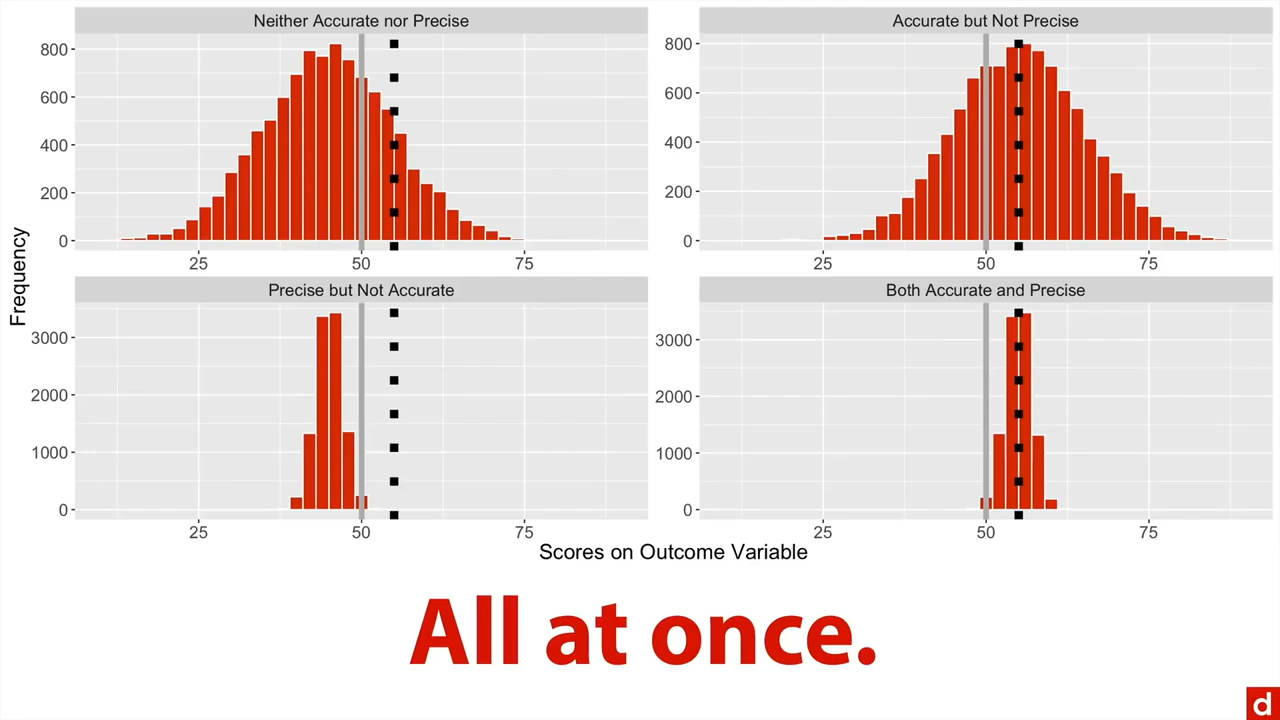 Neither Accurate nor Precise
Accurate but Not Precise
800
600
400
200
0
25 50 75
800
600
400
200
0
25 50 75
Frequency
Precise but Not Accurate
Both Accurate and Precise
3000
2000
1000
0
25 50 75
3000
2000
1000
0
25 50 75
Scores on Outcome Variable
All at once.
d